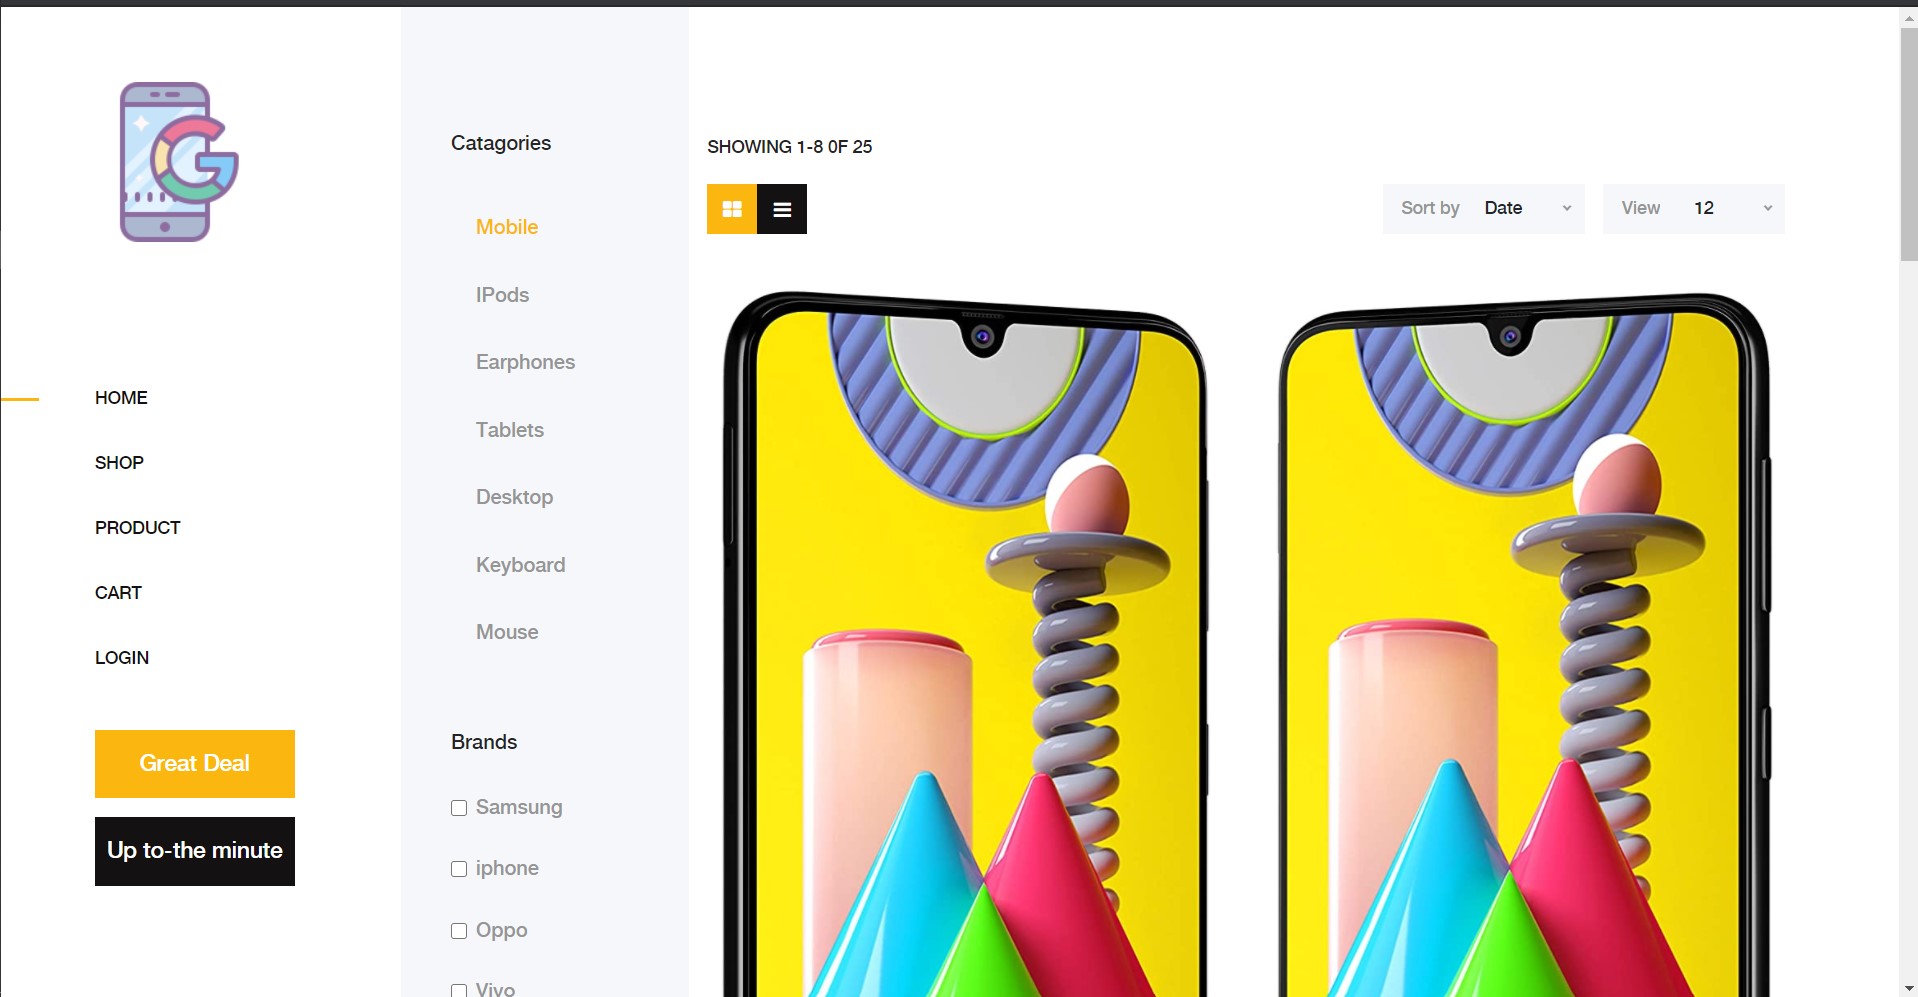 HOME
SHOP
PRODUCT
CART
LOGIN
Great Deal
Up to-the minute
Catagories
Mobile
IPods
Earphones
Tablets
Desktop
Keyboard
Mouse
Brands
Samsung
iphone
Oppo
Vivo
SHOWING 1-8 0F 25
Sort by Date
View 12